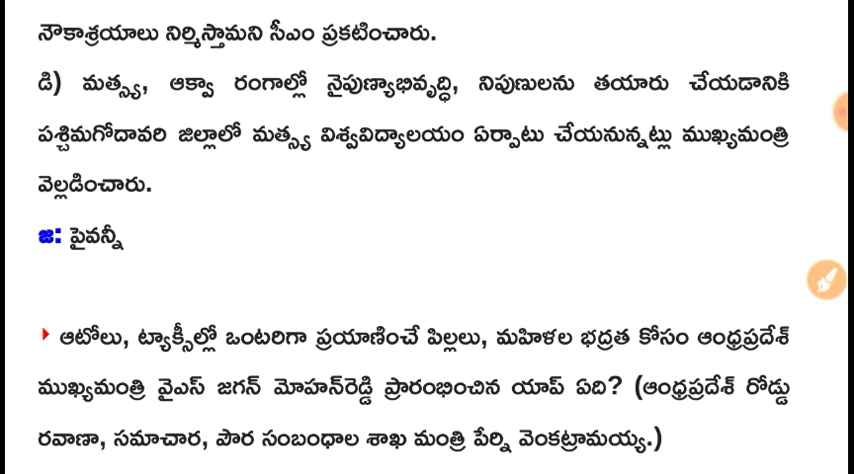 నౌకాశ్రయాలు నిర్మిస్తామని సీఎం ప్రకటించారు.
డి) మత్స్య, ఆక్వా రంగాల్లో నైపుణ్యాభివృద్ధి, నిపుణులను తయారు చేయడానికి
పశ్చిమగోదావరి జిల్లాలో మత్స్య విశ్వవిద్యాలయం ఏర్పాటు చేయనున్నట్లు ముఖ్యమంత్రి
వెల్లడించారు.
జ: పైవన్నీ
ఆటోలు, ట్యాక్సీల్లో ఒంటరిగా ప్రయాణించే పిల్లలు, మహిళల భద్రత కోసం ఆంధ్రప్రదేశ్
ముఖ్యమంత్రి వైఎస్ జగన్ మోహన్‌రెడ్డి ప్రారంభించిన యాప్ ఏది? (ఆంధ్రప్రదేశ్ రోడ్డు
రవాణా, సమాచార, పౌర సంబంధాల శాఖ మంత్రి పేర్ని వెంకట్రామయ్య.)